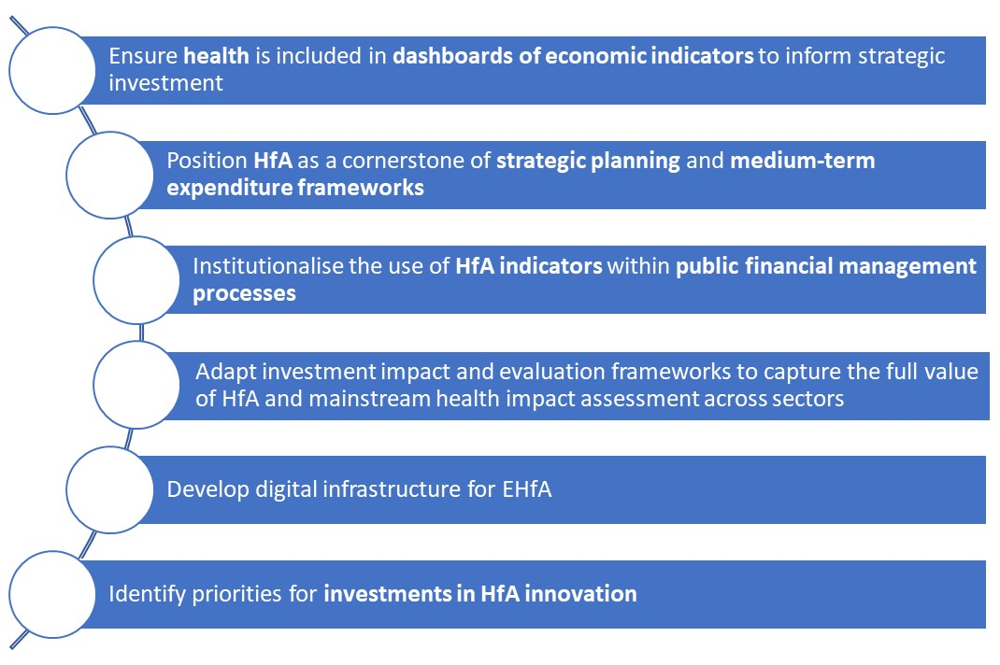 Ensure health is included in dashboards of economic indicators to inform strategic
investment
Position HfA as a cornerstone of strategic planning and medium-term
expenditure frameworks
Institutionalise the use of HfA indicators within public financial management
processes
Adapt investment impact and evaluation frameworks to capture the full value
of HfA and mainstream health impact assessment across sectors
Develop digital infrastructure for EHfA
Identify priorities for investments in HfA innovation